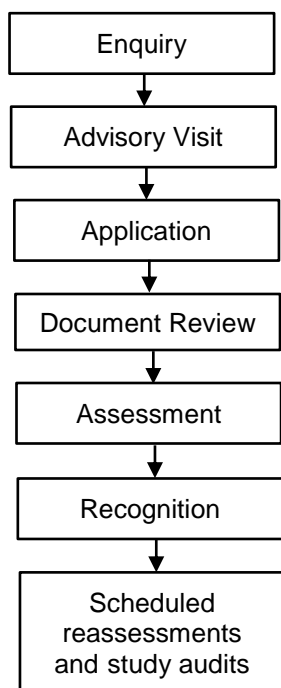 Enquiry
Advisory Visit
Application
Document Review
Assessment
Recognition
Scheduled
reassessments
and study audits